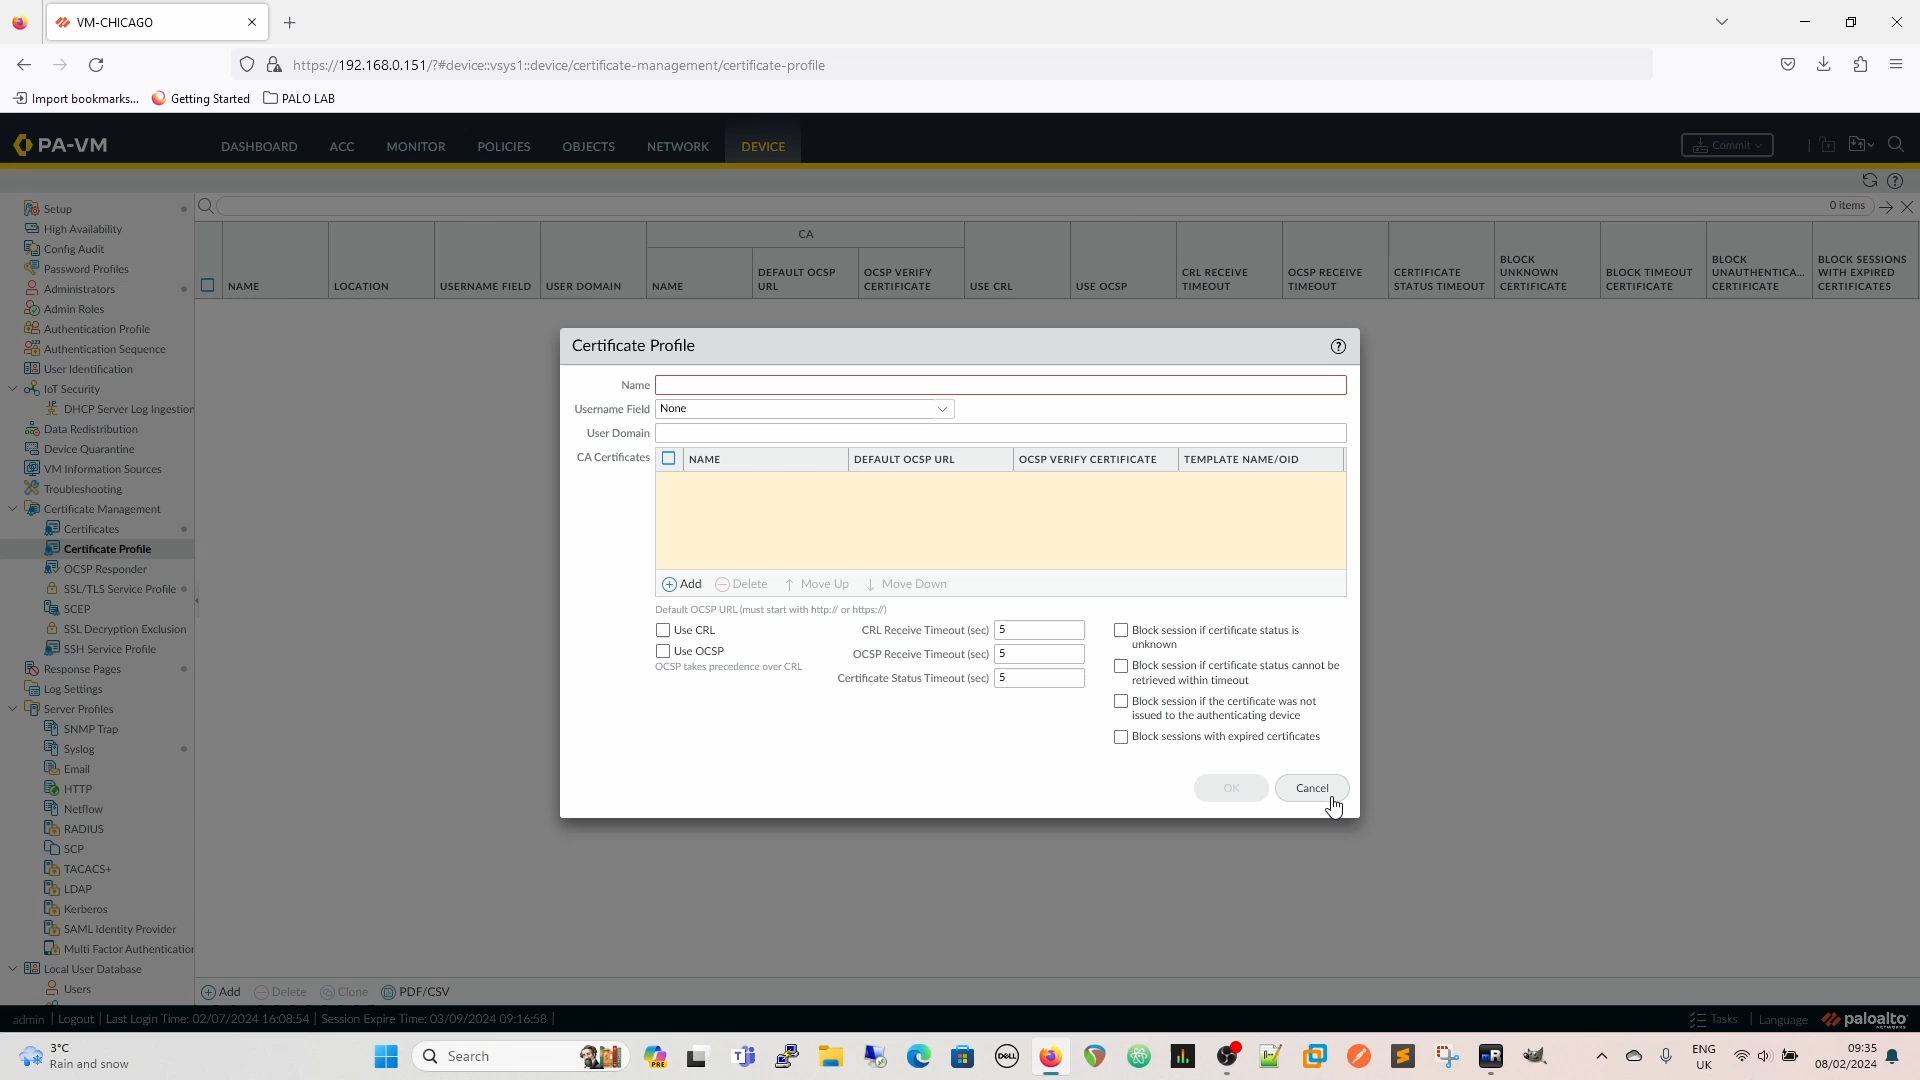 VM-CHICAGO
https://192.168.0.151/?#device::vsys1::device/certificate-management/certificate-profile
Import bookmarks...
Getting Started
PALO LAB
PA-VM
DASHBOARD
ACC
MONITOR
POLICIES
OBJECTS
NETWORK
DEVICE
Commit
0 items
Setup
High Availability
Config Audit
Password Profiles
Administrators
Admin Roles
Authentication Profile
Authentication Sequence
User Identification
IoT Security
DHCP Server Log Ingestion
Data Redistribution
Device Quarantine
VM Information Sources
Troubleshooting
Certificate Management
Certificates
Certificate Profile
OCSP Responder
SSL/TLS Service Profile
SCEP
SSL Decryption Exclusion
SSH Service Profile
Response Pages
Log Settings
Server Profiles
SNMP Trap
Syslog
Email
HTTP
Netflow
RADIUS
SCP
TACACS+
LDAP
Kerberos
SAML Identity Provider
Multi Factor Authentication
Local User Database
Users
NAME
LOCATION
USERNAME FIELD
USER DOMAIN
CA
NAME
DEFAULT OCSP
URL
OCSP VERIFY
CERTIFICATE
USE CRL
USE OCSP
CRL RECEIVE
TIMEOUT
OCSP RECEIVE
TIMEOUT
CERTIFICATE
STATUS TIMEOUT
BLOCK
UNKNOWN
CERTIFICATE
BLOCK TIMEOUT
CERTIFICATE
BLOCK
UNAUTHENTICA...
CERTIFICATE
BLOCK SESSIONS
WITH EXPIRED
CERTIFICATES
Certificate Profile
Name
Username Field
None
User Domain
CA Certificates
NAME
DEFAULT OCSP URL
OCSP VERIFY CERTIFICATE
TEMPLATE NAME/OID
Add
Delete
Move Up
Move Down
Default OCSP URL (must start with http:// or https://)
Use CRL
Use OCSP
OCSP takes precedence over CRL
CRL Receive Timeout (sec) 5
OCSP Receive Timeout (sec) 5
Certificate Status Timeout (sec) 5
Block session if certificate status is
unknown
Block session if certificate status cannot be
retrieved within timeout
Block session if the certificate was not
issued to the authenticating device
Block sessions with expired certificates
OK
Cancel
Add
Delete
Clone
PDF/CSV
admin | Logout | Last Login Time: 02/07/2024 16:08:54 | Session Expire Time: 03/09/2024 09:16:58 |
Tasks | Language
paloalto
NETWORKS
3°C
Rain and snow
Search
PRE
DELL
ENG
UK
09:35
08/02/2024